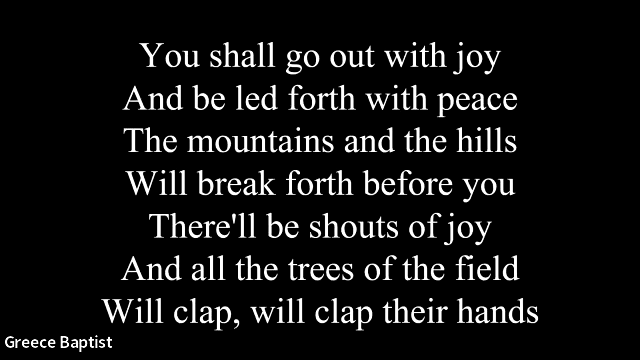 You shall go out with joy
And be led forth with peace
The mountains and the hills
Will break forth before you
There'll be shouts of joy
And all the trees of the field
Will clap, will clap their hands
Greece Baptist